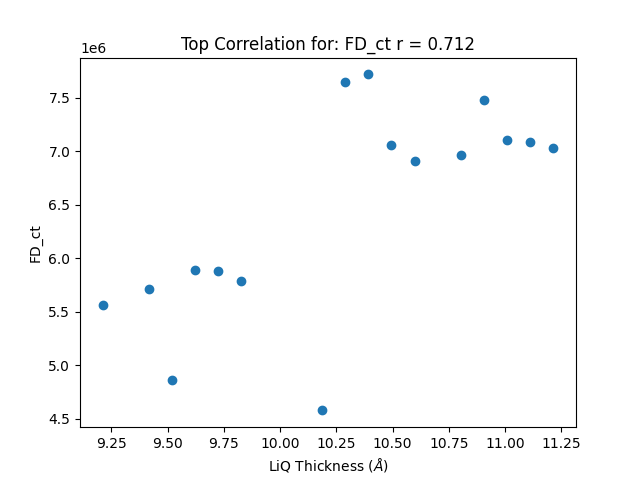 Top Correlation for: FD_ct r = 0.712
1e6
7.5
7.0
6.5
6.0
5.5
5.0
4.5
FD_ct
9.25 9.50 9.75 10.00 10.25 10.50 10.75 11.00 11.25
LiQ Thickness (Å)